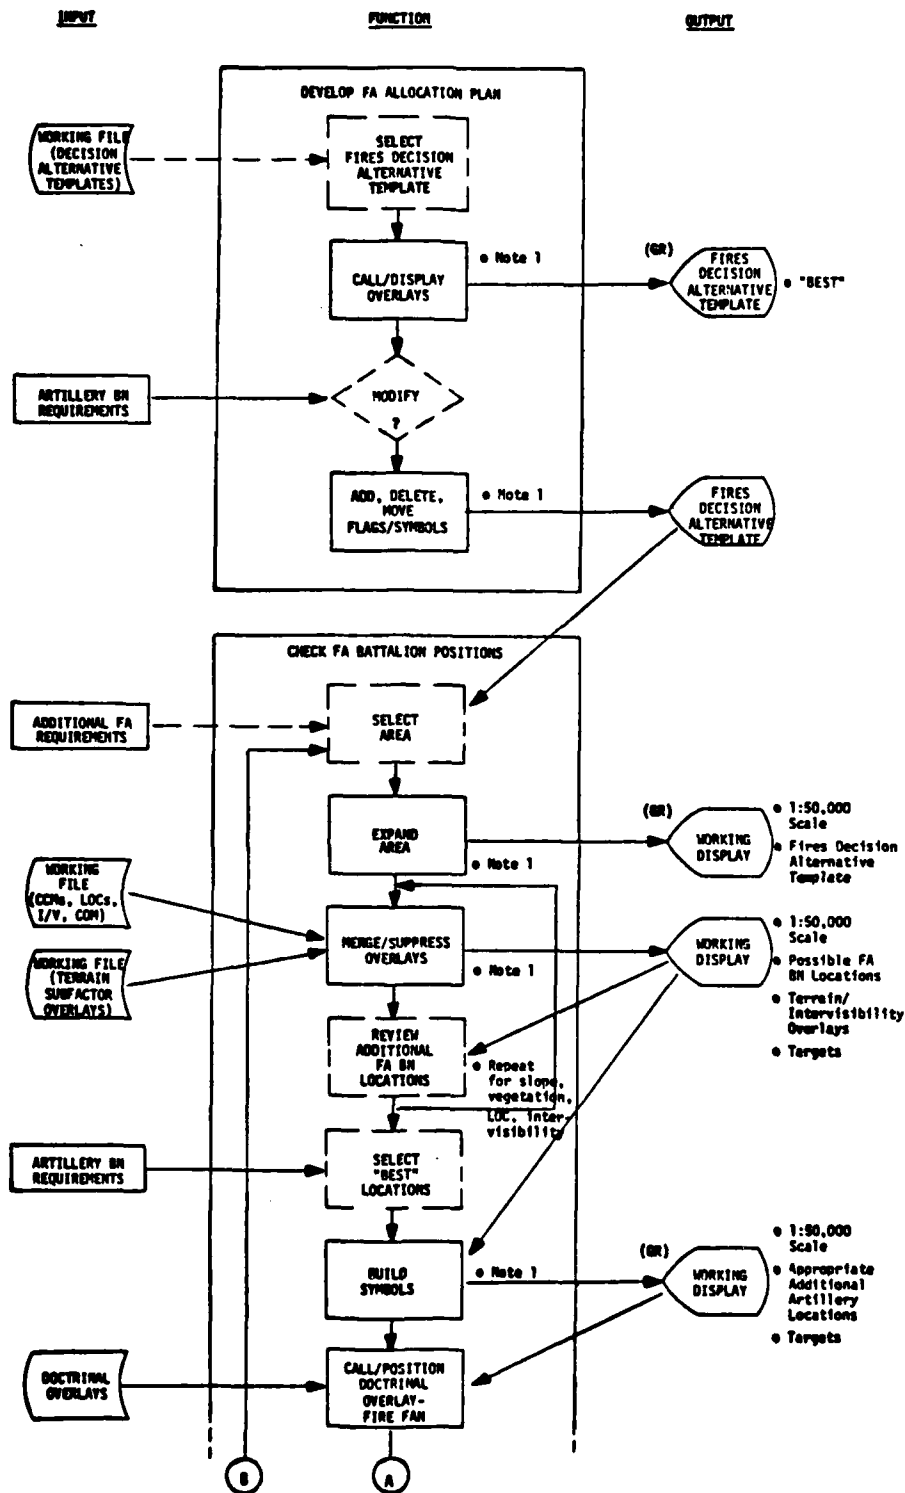 INPUT
FUNCTION
OUTPUT
DEVELOP FA ALLOCATION PLAN
WORKING FILE
(DECISION
ALTERNATIVE
TEMPLATES)
SELECT
FIRES DECISION
ALTERNATIVE
TEMPLATE
CALL/DISPLAY
OVERLAYS
• Note 1
(GR)
FIRES
DECISION
ALTERNATIVE
TEMPLATE
• "BEST"
ARTILLERY BN
REQUIREMENTS
MODIFY
?
ADD, DELETE,
MOVE
FLAGS/SYMBOLS
• Note 1
FIRES
DECISION
ALTERNATIVE
TEMPLATE
CHECK FA BATTALION POSITIONS
ADDITIONAL FA
REQUIREMENTS
SELECT
AREA
EXPAND
AREA
• Note 1
(GR)
WORKING
DISPLAY
• 1:50,000
Scale
• Fires Decision
Alternative
Template
WORKING
FILE
(CCMs, LOCs,
I/V, COM)
WORKING FILE
(TERRAIN
SUBFACTOR
OVERLAYS)
MERGE/SUPPRESS
OVERLAYS
• Note 1
WORKING
DISPLAY
• 1:50,000
Scale
• Possible FA
BN Locations
• Terrain/
Intervisibility
Overlays
• Targets
REVIEW
ADDITIONAL
FA BN
LOCATIONS
• Repeat
for slope,
vegetation,
LOC, inter-
visibility
ARTILLERY BN
REQUIREMENTS
SELECT
"BEST"
LOCATIONS
BUILD
SYMBOLS
• Note 1
(GR)
WORKING
DISPLAY
• 1:50,000
Scale
• Appropriate
Additional
Artillery
Locations
• Targets
DOCTRINAL
OVERLAYS
CALL/POSITION
DOCTRINAL
OVERLAY-
FIRE FAN
B
A